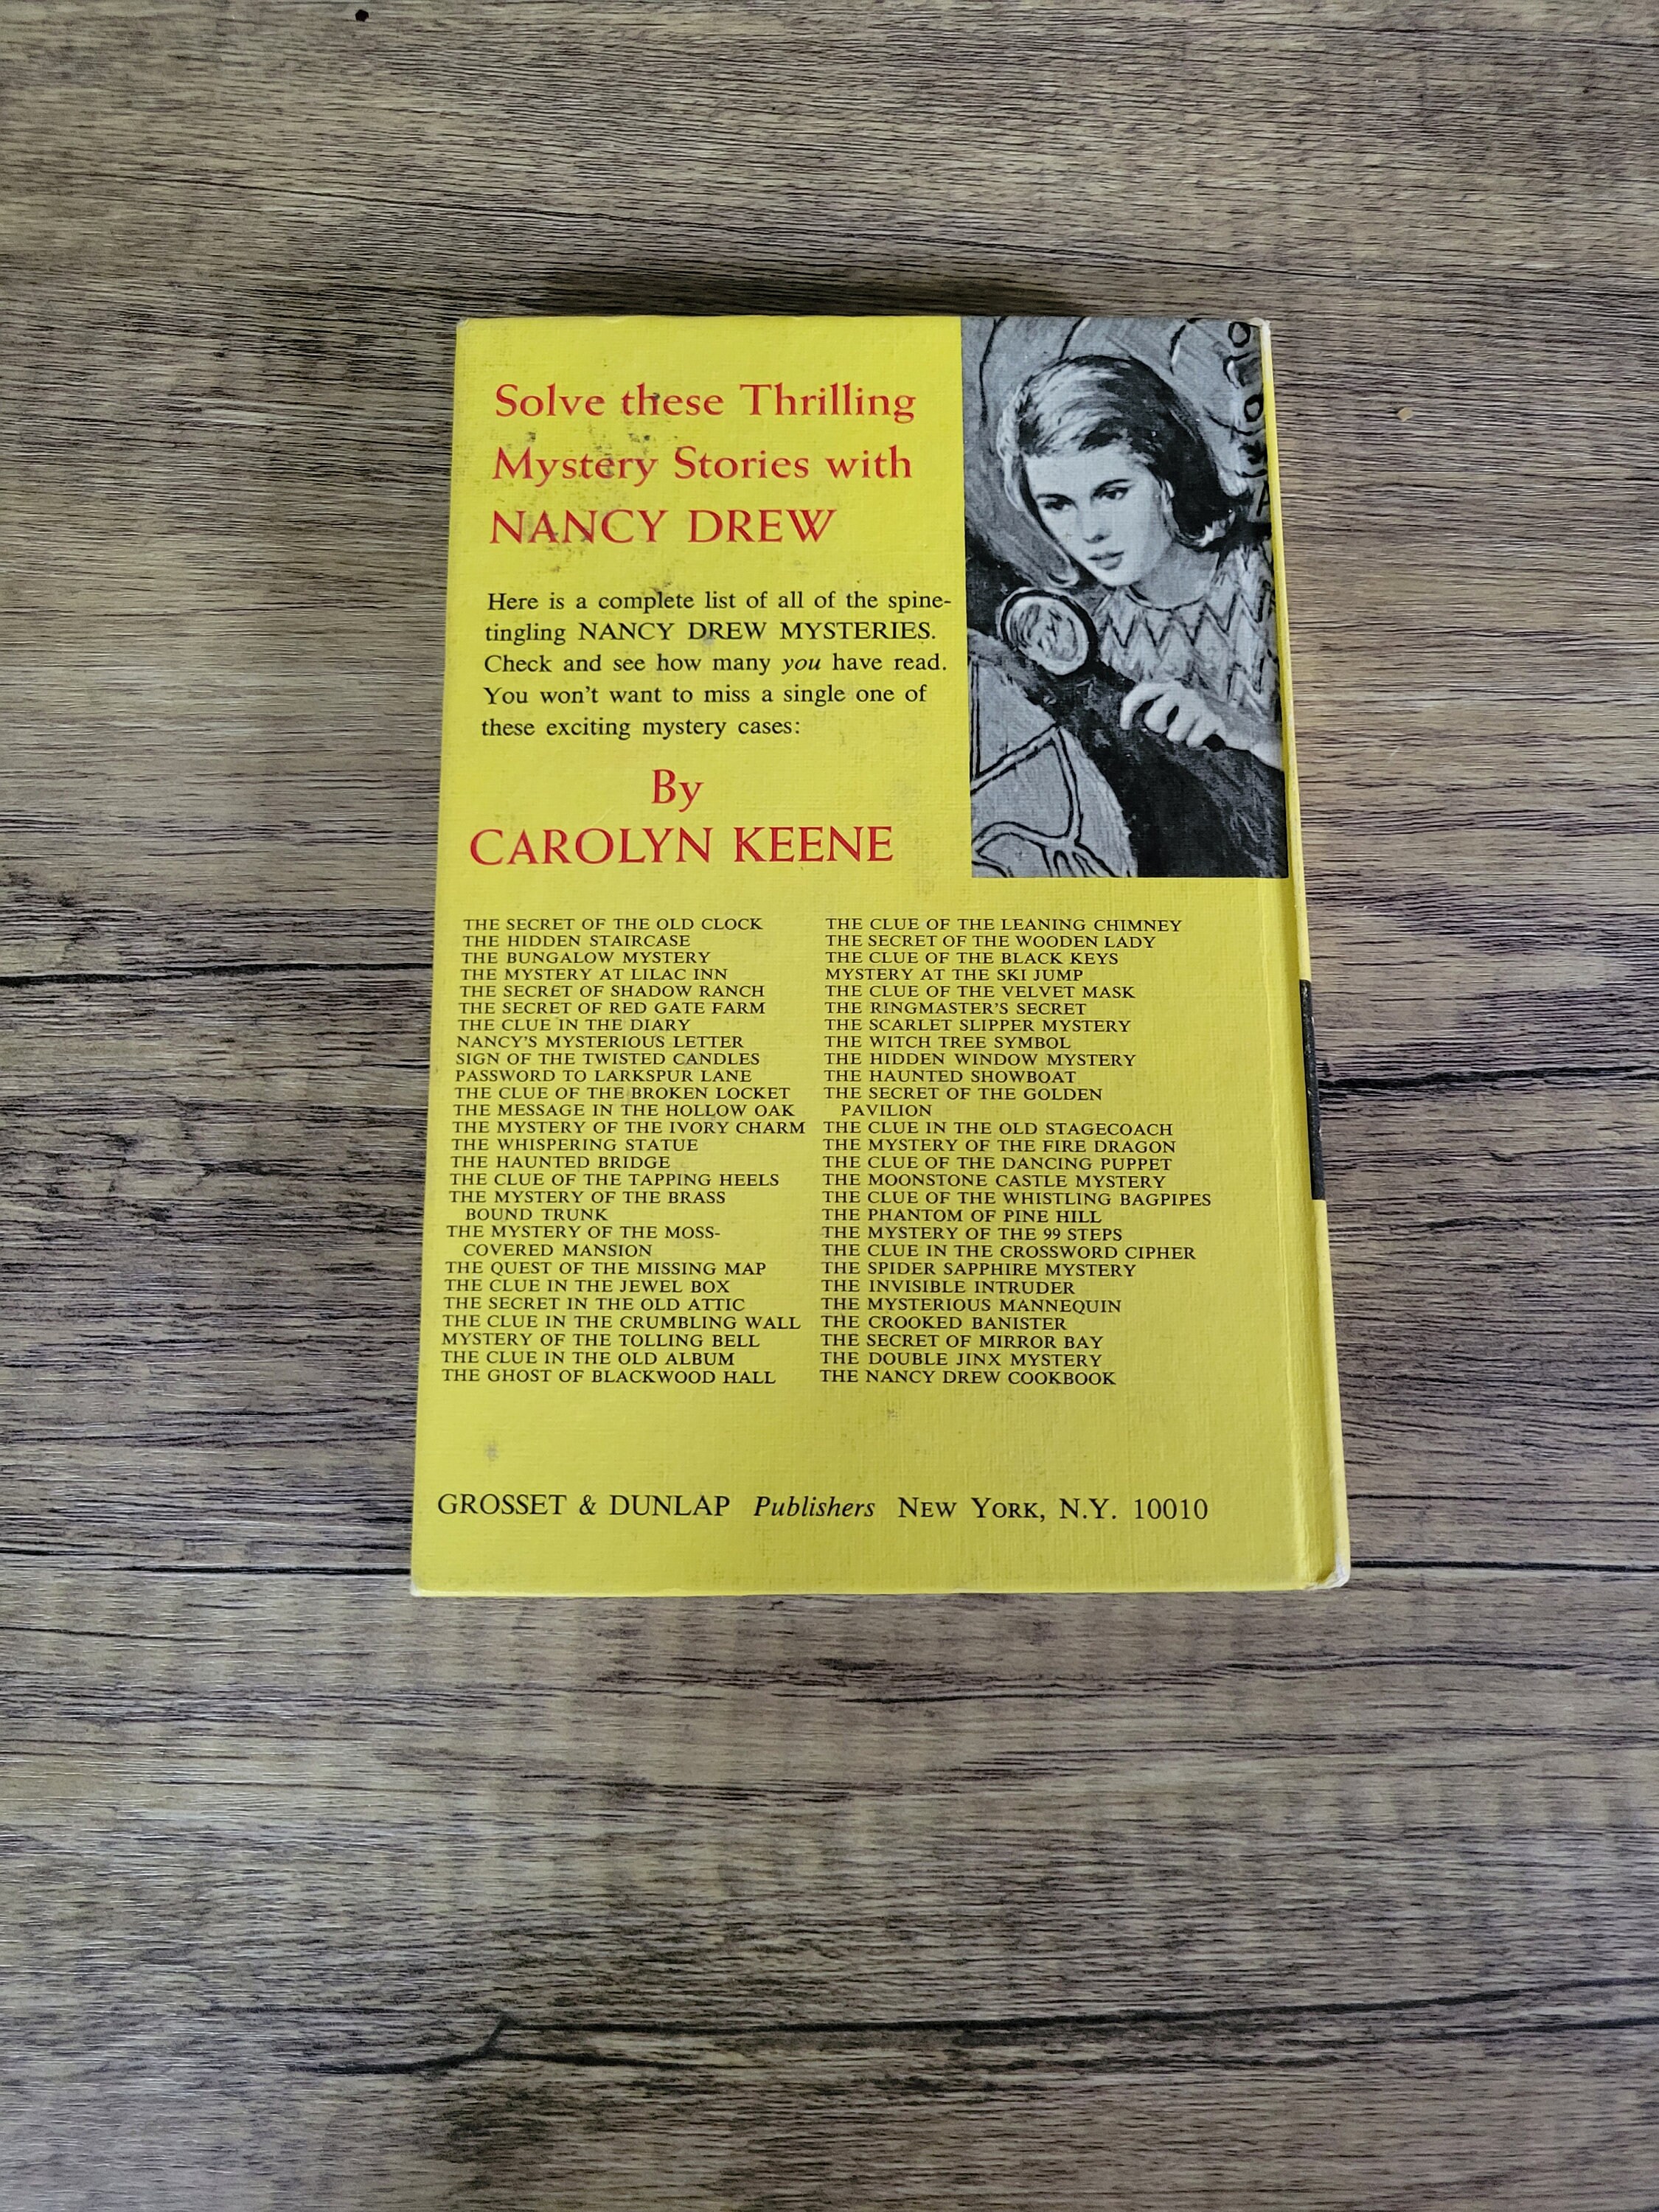 Solve these Thrilling
Mystery Stories with
NANCY DREW
Here is a complete list of all of the spine-
tingling NANCY DREW MYSTERIES.
Check and see how many you have read.
You won't want to miss a single one of
these exciting mystery cases:
By
CAROLYN KEENE
THE SECRET OF THE OLD CLOCK
THE HIDDEN STAIRCASE
THE BUNGALOW MYSTERY
THE MYSTERY AT LILAC INN
THE SECRET OF SHADOW RANCH
THE SECRET OF RED GATE FARM
THE CLUE IN THE DIARY
NANCY'S MYSTERIOUS LETTER
SIGN OF THE TWISTED CANDLES
PASSWORD TO LARKSPUR LANE
THE CLUE OF THE BROKEN LOCKET
THE MESSAGE IN THE HOLLOW OAK
THE MYSTERY OF THE IVORY CHARM
THE WHISPERING STATUE
THE HAUNTED BRIDGE
THE CLUE OF THE TAPPING HEELS
THE MYSTERY OF THE BRASS
BOUND TRUNK
THE MYSTERY OF THE MOSS-
COVERED MANSION
THE QUEST OF THE MISSING MAP
THE CLUE IN THE JEWEL BOX
THE SECRET IN THE OLD ATTIC
THE CLUE IN THE CRUMBLING WALL
MYSTERY OF THE TOLLING BELL
THE CLUE IN THE OLD ALBUM
THE GHOST OF BLACKWOOD HALL
THE CLUE OF THE LEANING CHIMNEY
THE SECRET OF THE WOODEN LADY
THE CLUE OF THE BLACK KEYS
MYSTERY AT THE SKI JUMP
THE CLUE OF THE VELVET MASK
THE RINGMASTER'S SECRET
THE SCARLET SLIPPER MYSTERY
THE WITCH TREE SYMBOL
THE HIDDEN WINDOW MYSTERY
THE HAUNTED SHOWBOAT
THE SECRET OF THE GOLDEN
PAVILION
THE CLUE IN THE OLD STAGECOACH
THE MYSTERY OF THE FIRE DRAGON
THE CLUE OF THE DANCING PUPPET
THE MOONSTONE CASTLE MYSTERY
THE CLUE OF THE WHISTLING BAGPIPES
THE PHANTOM OF PINE HILL
THE MYSTERY OF THE 99 STEPS
THE CLUE IN THE CROSSWORD CIPHER
THE SPIDER SAPPHIRE MYSTERY
THE INVISIBLE INTRUDER
THE MYSTERIOUS MANNEQUIN
THE CROOKED BANISTER
THE SECRET OF MIRROR BAY
THE DOUBLE JINX MYSTERY
THE NANCY DREW COOKBOOK
GROSSET & DUNLAP Publishers NEW YORK, N.Y. 10010